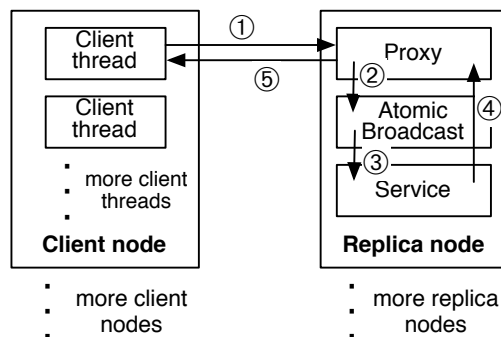 Client
thread
①
⑤
Client
thread
more client
threads
Client node
more client
nodes
Proxy
②
④
Atomic
Broadcast
③
Service
Replica node
more replica
nodes